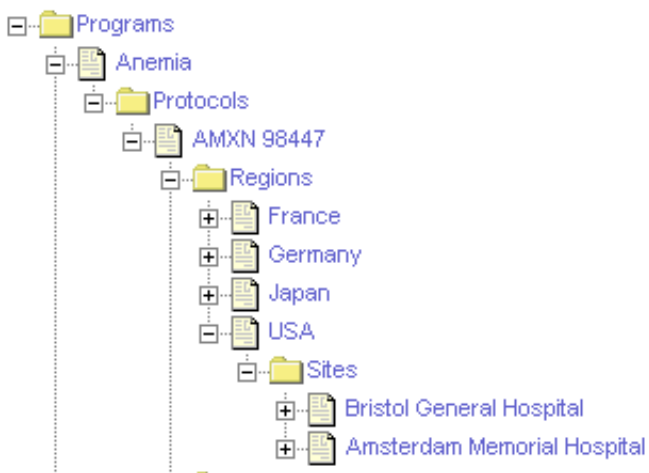 Programs
Anemia
Protocols
AMXN 98447
Regions
France
Germany
Japan
USA
Sites
Bristol General Hospital
Amsterdam Memorial Hospital